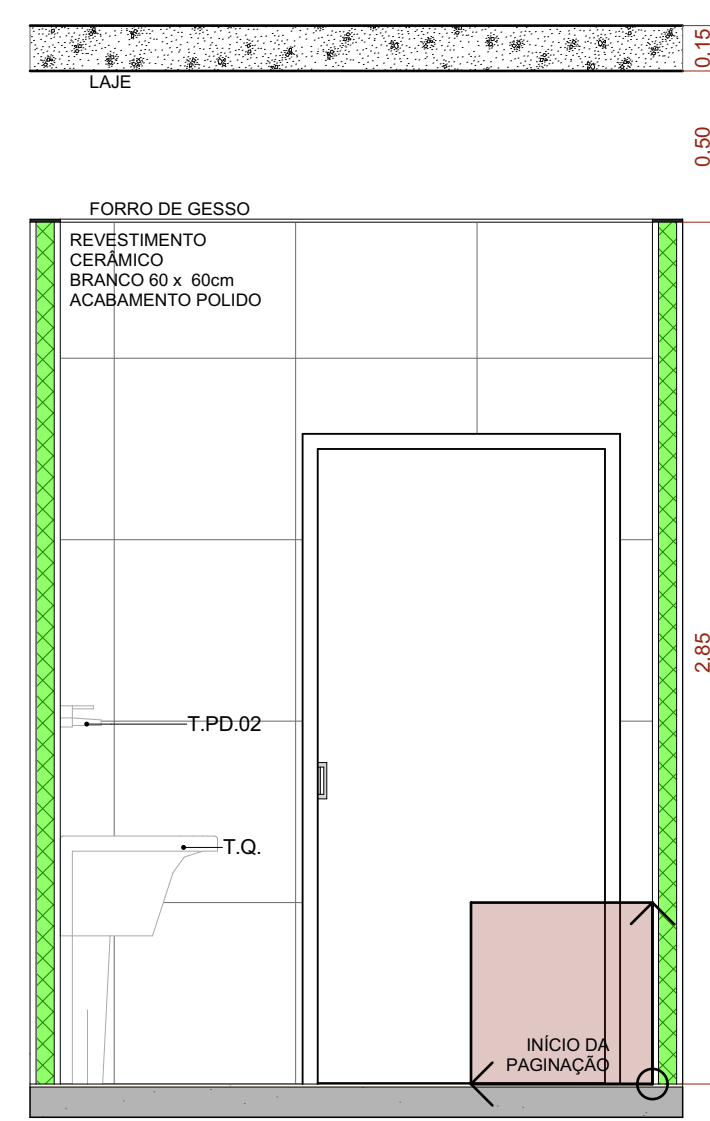 0.15
LAJE
0.50
FORRO DE GESSO
REVESTIMENTO
CERÂMICO
BRANCO 60 x 60cm
ACABAMENTO POLIDO
2.85
T.PD.02
T.Q.
INÍCIO DA
PAGINAÇÃO